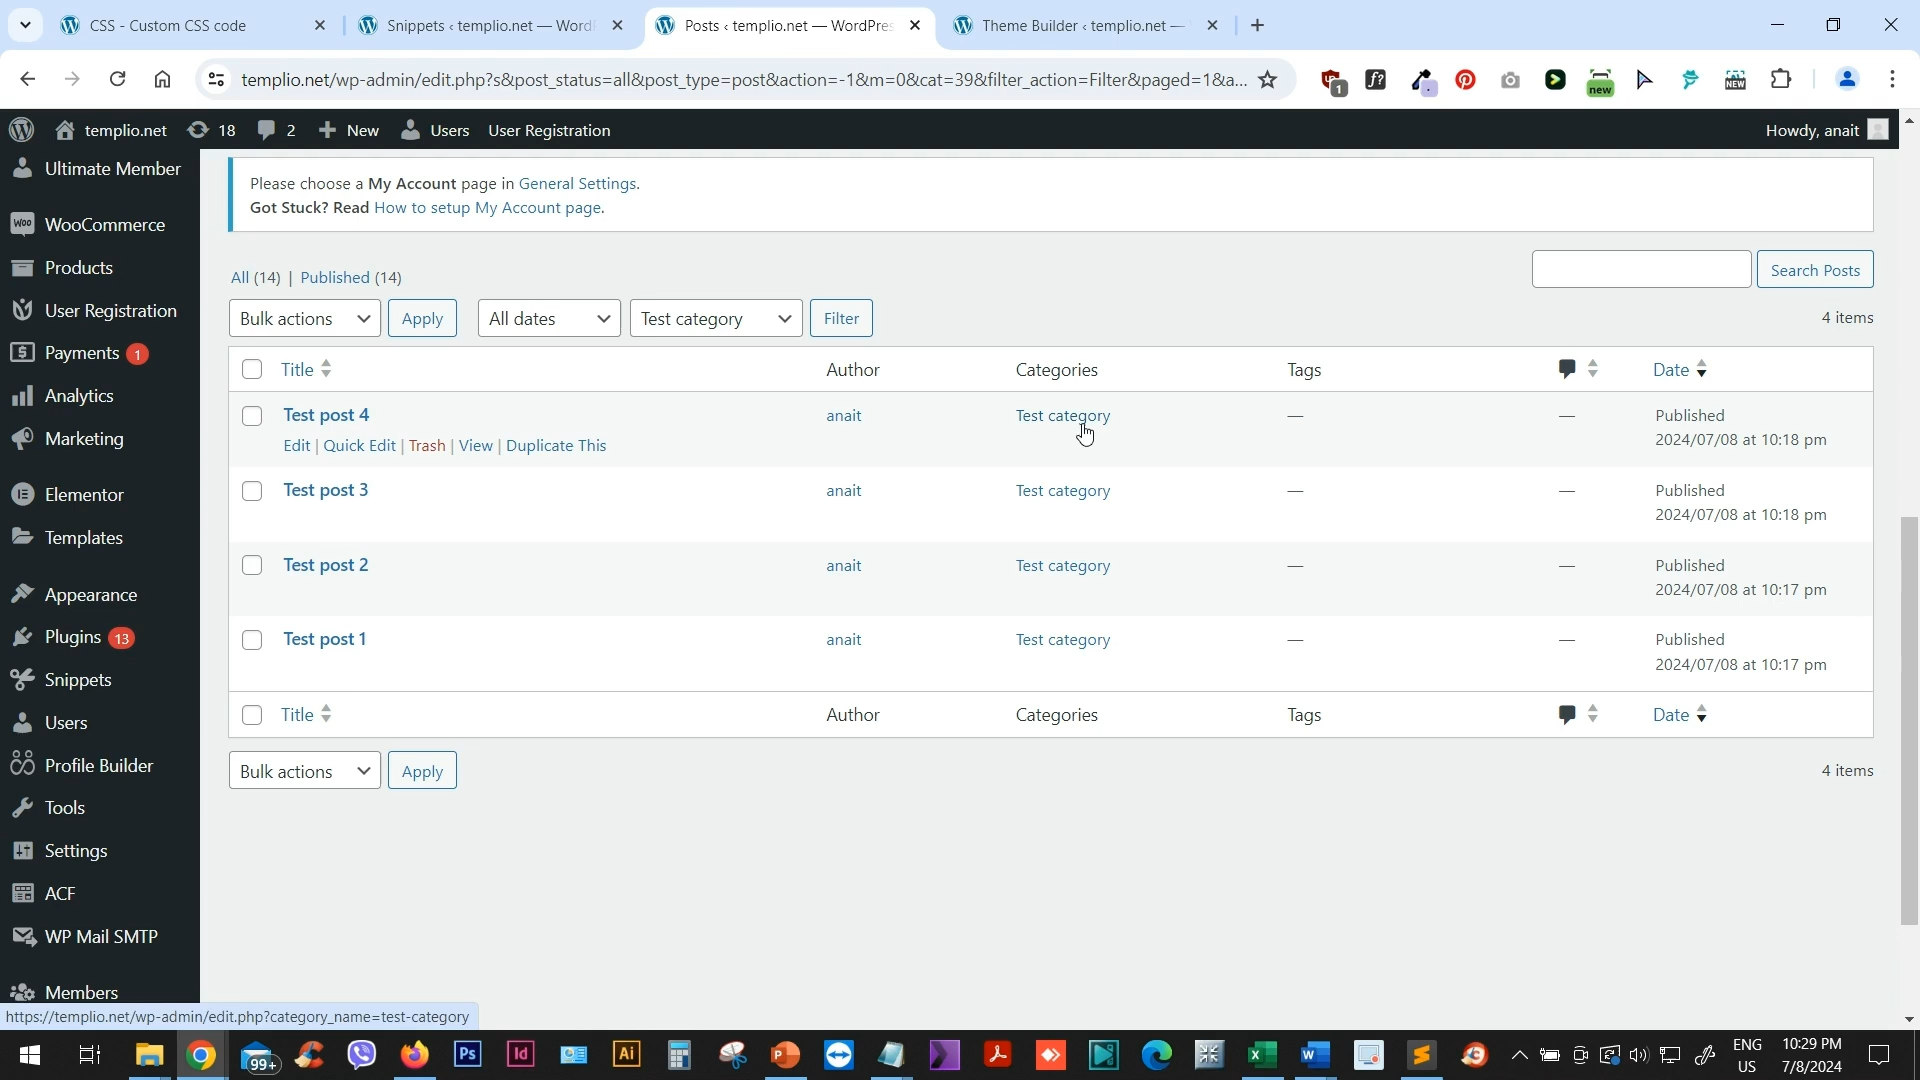 CSS - Custom CSS code
Snippets ‹ templio.net — WordP
Posts ‹ templio.net — WordPres
Theme Builder ‹ templio.net —
templio.net/wp-admin/edit.php?s&post_status=all&post_type=post&action=-1&m=0&cat=39&filter_action=Filter&paged=1&a...
1
new
NEW
templio.net
18
2
New
Users
User Registration
Howdy, anait
Ultimate Member
Woo
WooCommerce
Products
User Registration
Payments 1
Analytics
Marketing
Elementor
Templates
Appearance
Plugins 13
Snippets
Users
Profile Builder
Tools
Settings
ACF
WP Mail SMTP
Members
Please choose a My Account page in General Settings.
Got Stuck? Read How to setup My Account page.
All (14) | Published (14)
Search Posts
Bulk actions
Apply
All dates
Test category
Filter
4 items
Title
Author
Categories
Tags
Date
Test post 4
anait
Test category
—
—
Published
2024/07/08 at 10:18 pm
Edit | Quick Edit | Trash | View | Duplicate This
Test post 3
anait
Test category
—
—
Published
2024/07/08 at 10:18 pm
Test post 2
anait
Test category
—
—
Published
2024/07/08 at 10:17 pm
Test post 1
anait
Test category
—
—
Published
2024/07/08 at 10:17 pm
Title
Author
Categories
Tags
Date
Bulk actions
Apply
4 items
https://templio.net/wp-admin/edit.php?category_name=test-category
99+
Ps
Id
Ai
ENG
US
10:29 PM
7/8/2024